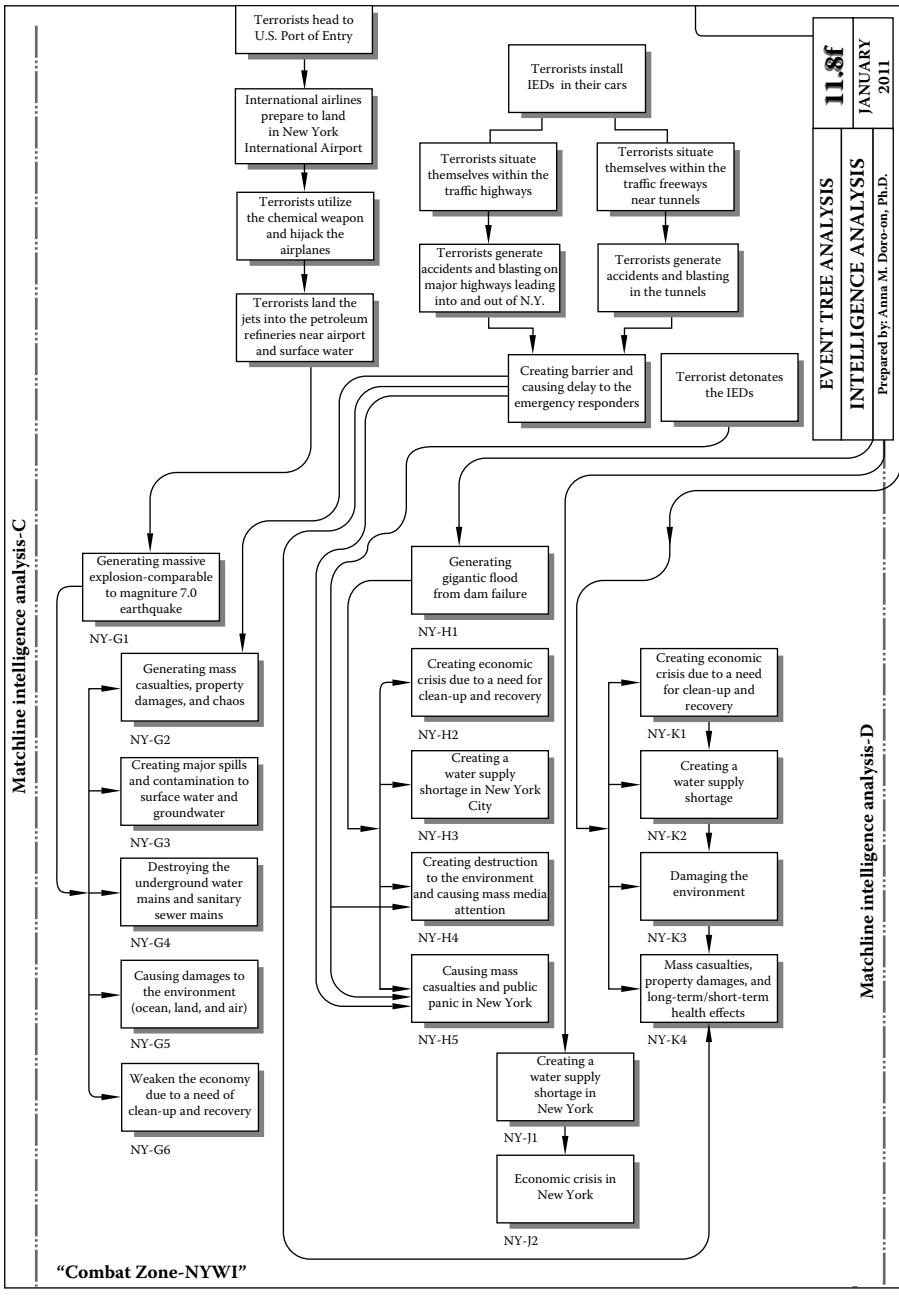 Terrorists head to
U.S. Port of Entry
International airlines
prepare to land
in New York
International Airport
Terrorists utilize
the chemical weapon
and hijack the
airplanes
Terrorists land the
jets into the petroleum
refineries near airport
and surface water
Terrorists install
IEDs in their cars
Terrorists situate
themselves within the
traffic highways
Terrorists situate
themselves within the
traffic freeways
near tunnels
Terrorists generate
accidents and blasting on
major highways leading
into and out of N.Y.
Terrorists generate
accidents and blasting
in the tunnels
Creating barrier and
causing delay to the
emergency responders
Terrorist detonates
the IEDs
11.8f
JANUARY
2011
EVENT TREE ANALYSIS
INTELLIGENCE ANALYSIS
Prepared by: Anna M. Doro-on, Ph.D.
Matchline intelligence analysis-C
Generating massive
explosion-comparable
to magniture 7.0
earthquake
NY-G1
Generating mass
casualties, property
damages, and chaos
NY-G2
Creating major spills
and contamination to
surface water and
groundwater
NY-G3
Destroying the
underground water
mains and sanitary
sewer mains
NY-G4
Causing damages to
the environment
(ocean, land, and air)
NY-G5
Weaken the economy
due to a need of
clean-up and recovery
NY-G6
Generating
gigantic flood
from dam failure
NY-H1
Creating economic
crisis due to a need for
clean-up and recovery
NY-H2
Creating a
water supply
shortage in New York
City
NY-H3
Creating destruction
to the environment
and causing mass media
attention
NY-H4
Causing mass
casualties and public
panic in New York
NY-H5
Creating a
water supply
shortage in
New York
NY-J1
Economic crisis in
New York
NY-J2
Creating economic
crisis due to a need
for clean-up and
recovery
NY-K1
Creating a
water supply
shortage
NY-K2
Damaging the
environment
NY-K3
Mass casualties,
property damages, and
long-term/short-term
health effects
NY-K4
Matchline intelligence analysis-D
“Combat Zone-NYWI”